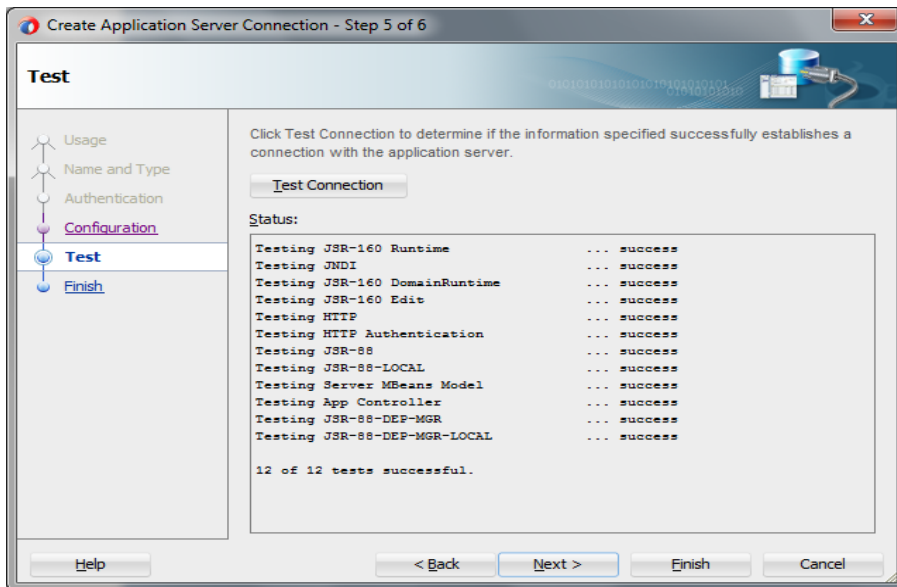 Create Application Server Connection - Step 5 of 6
Test
Usage
Name and Type
Authentication
Configuration
Test
Finish
Click Test Connection to determine if the information specified successfully establishes a
connection with the application server.
Test Connection
Status:
Testing JSR-160 Runtime ... success
Testing JNDI ... success
Testing JSR-160 DomainRuntime ... success
Testing JSR-160 Edit ... success
Testing HTTP ... success
Testing HTTP Authentication ... success
Testing JSR-88 ... success
Testing JSR-88-LOCAL ... success
Testing Server MBeans Model ... success
Testing App Controller ... success
Testing JSR-88-DEP-MGR ... success
Testing JSR-88-DEP-MGR-LOCAL ... success
12 of 12 tests successful.
Help < Back Next > Finish Cancel